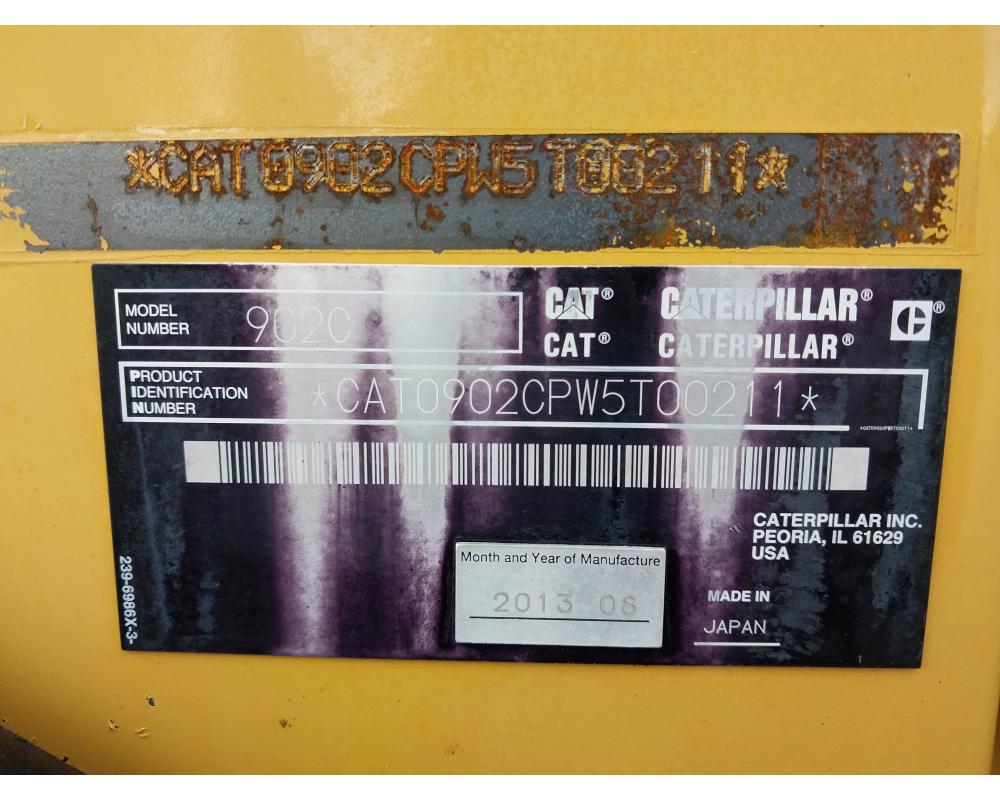 *CAT0902CPW5T00211*
MODEL NUMBER 902C
CAT® CATERPILLAR® ®
CAT® CATERPILLAR®
PRODUCT IDENTIFICATION NUMBER *CAT0902CPW5T00211*
*CAT0902CPW5T00211*
CATERPILLAR INC.
PEORIA, IL 61629
USA
Month and Year of Manufacture
2013 08
MADE IN
JAPAN
239-6986X-3-